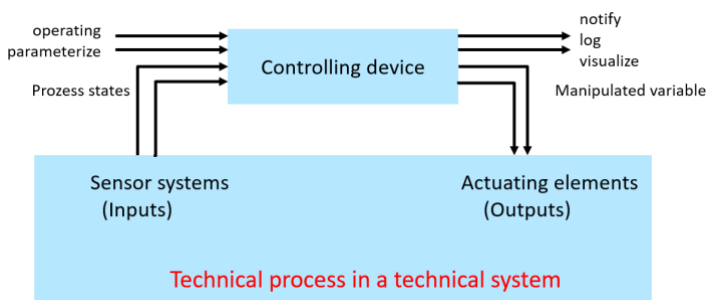 operating
parameterize
Prozess states
Controlling device
notify
log
visualize
Manipulated variable
Sensor systems
(Inputs)
Actuating elements
(Outputs)
Technical process in a technical system